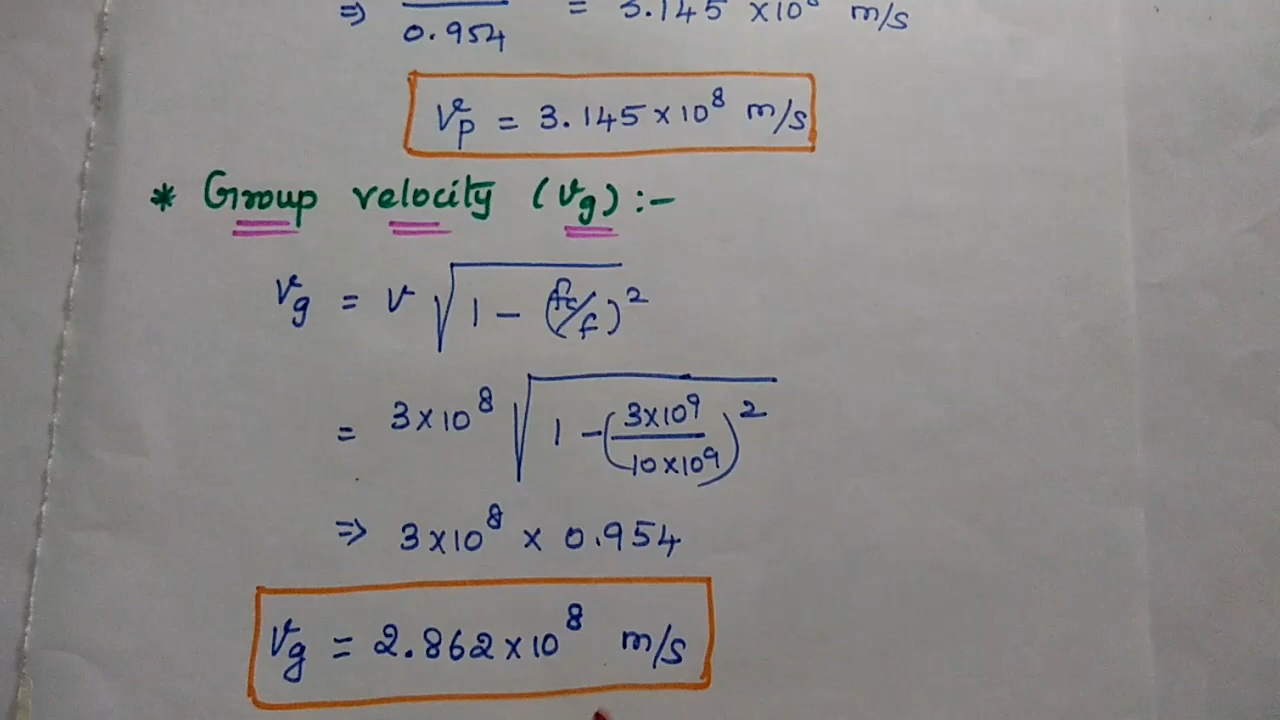 ⇒ 0.954 = 3.145 ×10⁸ m/s
Vp = 3.145×10⁸ m/s
* Group velocity (Vg) :-
Vg = v √1 - (fc/f)²
= 3×10⁸ √1 - (3×10⁹/10×10⁹)²
⇒ 3×10⁸ × 0.954
Vg = 2.862×10⁸ m/s